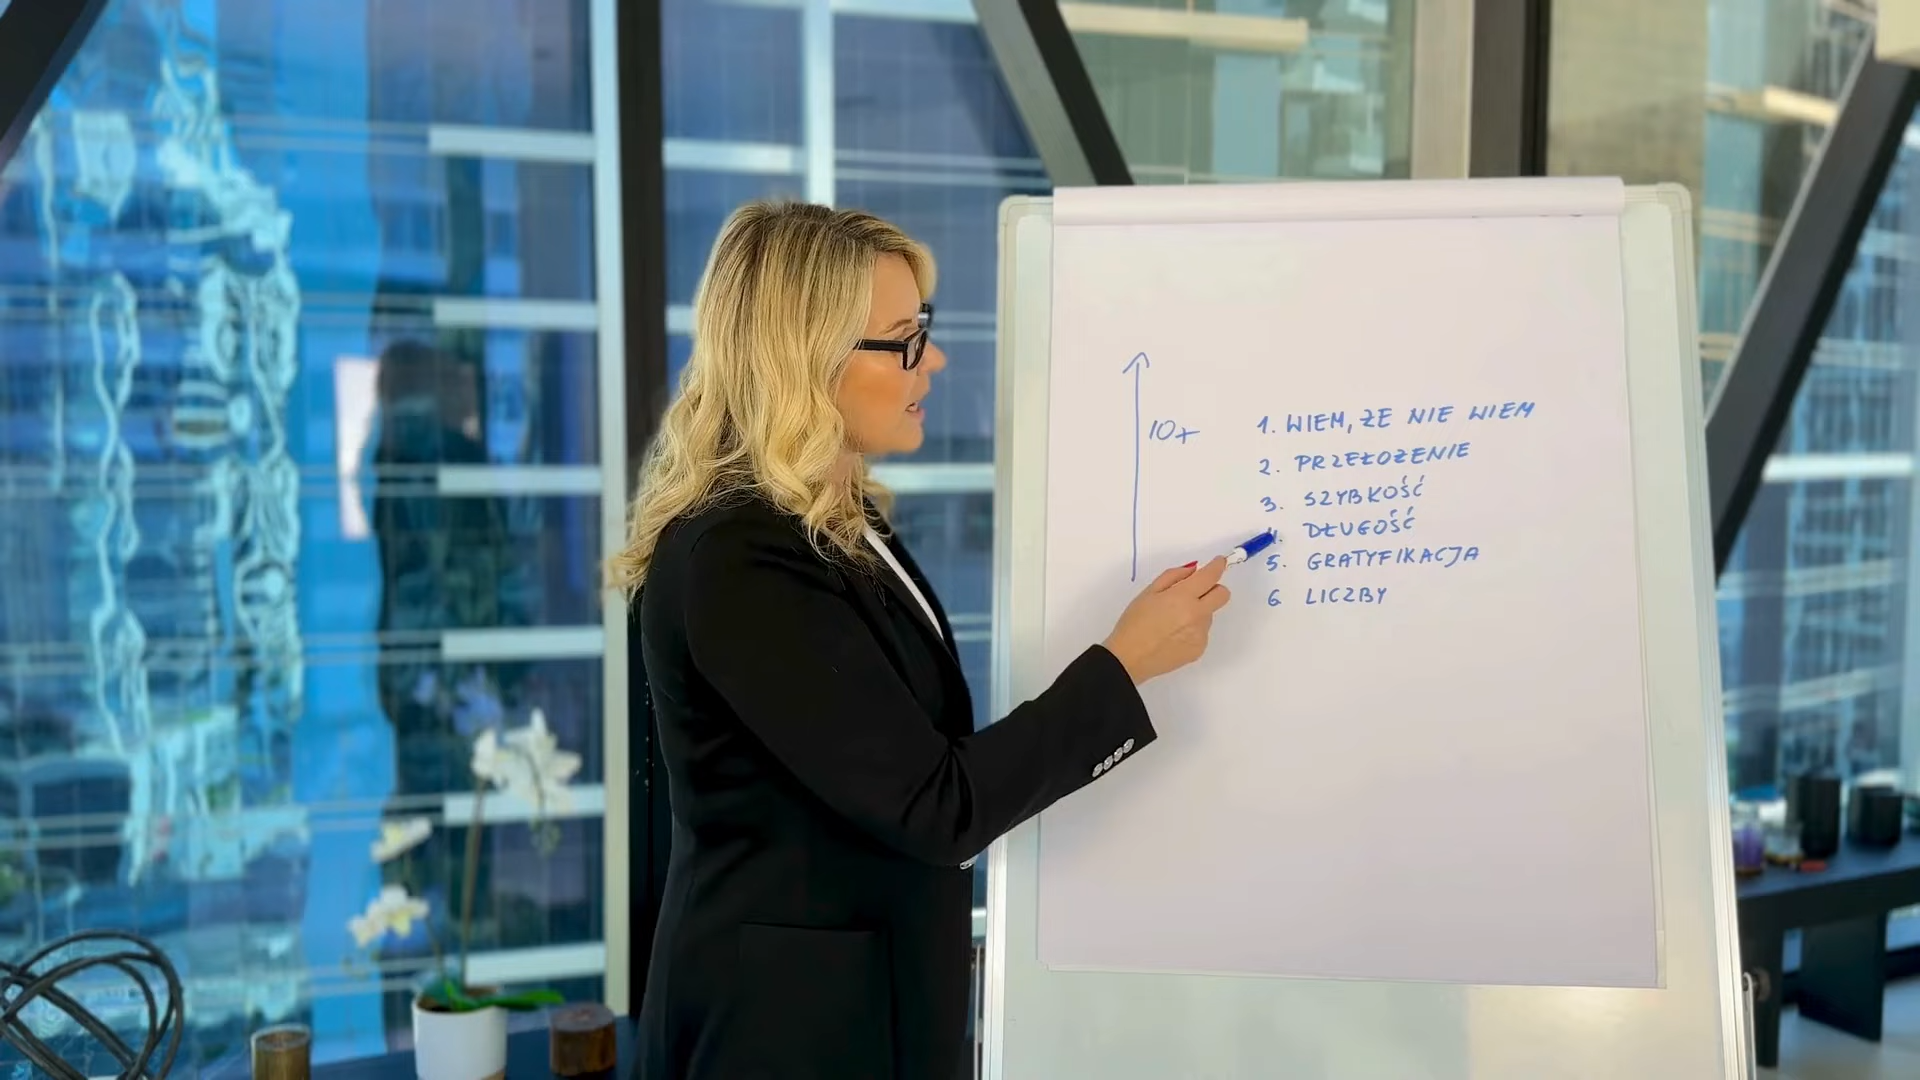 10+
1. WIEM, ŻE NIE WIEM
2. PRZEŁOŻENIE
3. SZYBKOŚĆ
4. DŁUGOŚĆ
5. GRATYFIKACJA
6 LICZBY